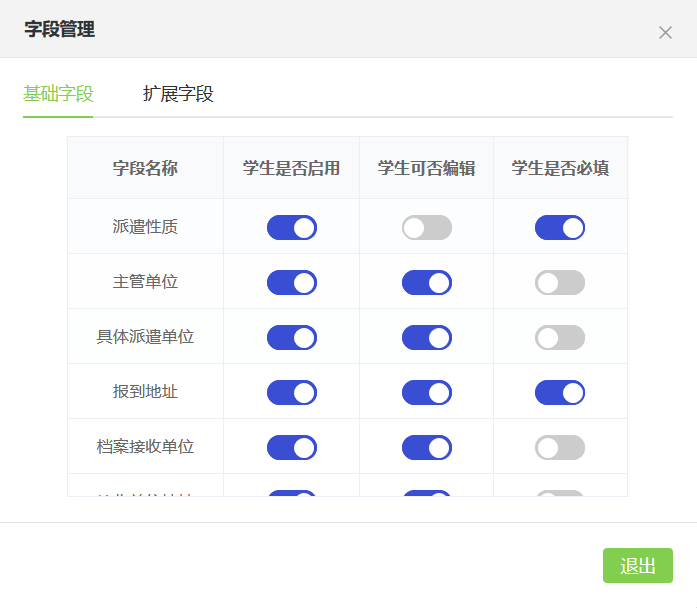 字段管理
基础字段 扩展字段
字段名称 学生是否启用 学生可否编辑 学生是否必填
派遣性质
主管单位
具体派遣单位
报到地址
档案接收单位
退出